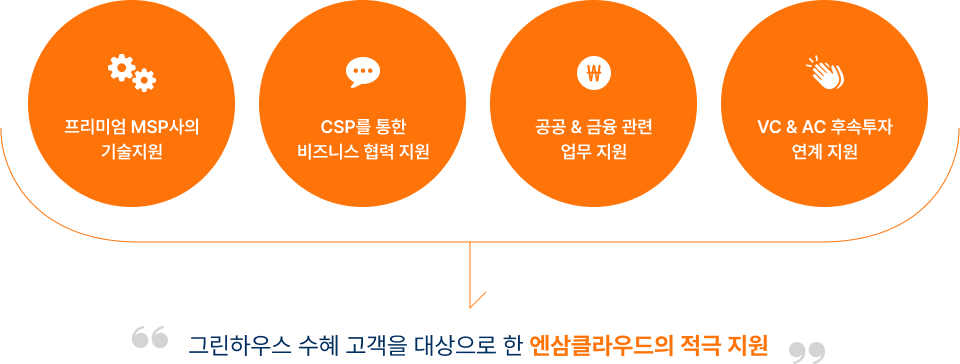 프리미엄 MSP사의
기술지원
CSP를 통한
비즈니스 협력 지원
₩
공공 & 금융 관련
업무 지원
VC & AC 후속투자
연계 지원
“ 그린하우스 수혜 고객을 대상으로 한 엔삼클라우드의 적극 지원 ”